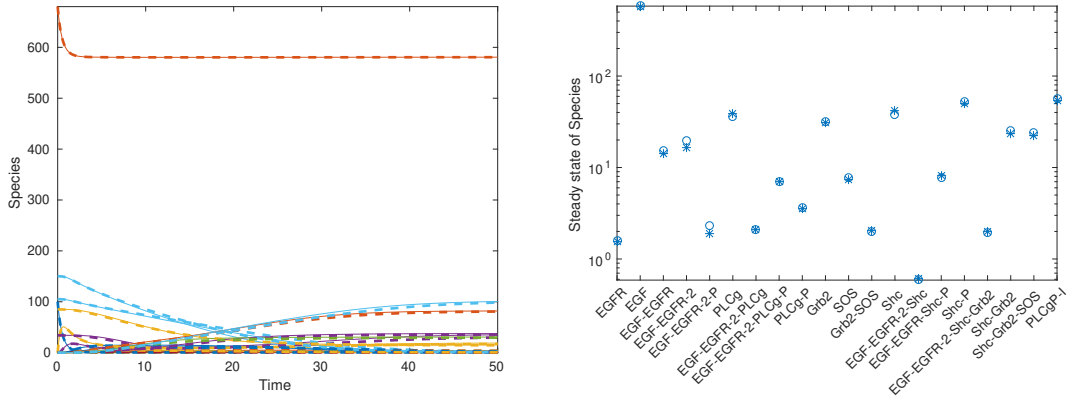 Species
600
500
400
300
200
100
0
0
10
20
30
40
50
Time
Steady state of Species
10^2
10^1
10^0
EGFR
EGF
EGF-EGFR
EGF-EGFR-2
EGF-EGFR-2-P
PLCg
EGF-EGFR-2-PLCg
EGF-EGFR-2-PLCg-P
PLCg-P
Grb2
SOS
Grb2-SOS
Shc
EGF-EGFR-2-Shc
EGF-EGFR-Shc-P
Shc-P
EGF-EGFR-2-Shc-Grb2
Shc-Grb2
Shc-Grb2-SOS
PLCgP-I